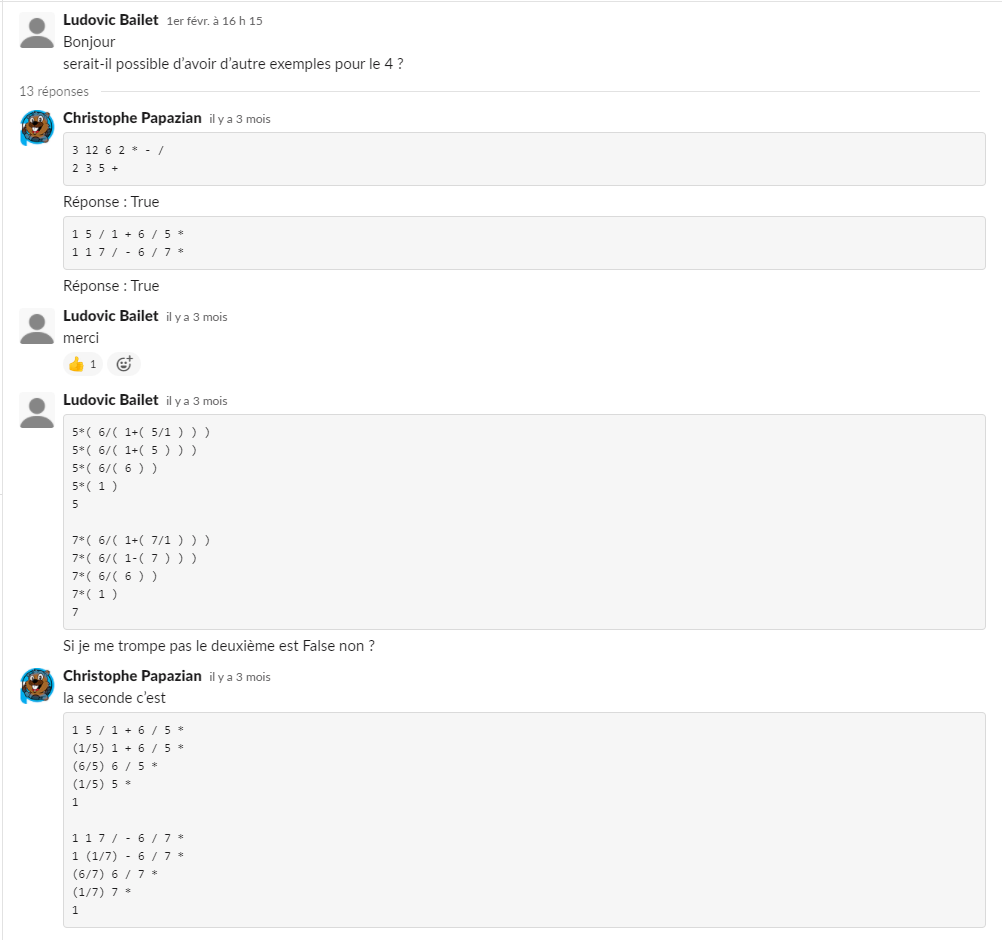 Ludovic Bailet 1er févr. à 16 h 15
Bonjour
serait-il possible d’avoir d’autre exemples pour le 4 ?
13 réponses
Christophe Papazian il y a 3 mois
3 12 6 2 * - /
2 3 5 +
Réponse : True
1 5 / 1 + 6 / 5 *
1 1 7 / - 6 / 7 *
Réponse : True
Ludovic Bailet il y a 3 mois
merci
1
Ludovic Bailet il y a 3 mois
5*( 6/( 1+( 5/1 ) ) )
5*( 6/( 1+( 5 ) ) )
5*( 6/( 6 ) )
5*( 1 )
5
7*( 6/( 1+( 7/1 ) ) )
7*( 6/( 1-( 7 ) ) )
7*( 6/( 6 ) )
7*( 1 )
7
Si je me trompe pas le deuxième est False non ?
Christophe Papazian il y a 3 mois
la seconde c’est
1 5 / 1 + 6 / 5 *
(1/5) 1 + 6 / 5 *
(6/5) 6 / 5 *
(1/5) 5 *
1
1 1 7 / - 6 / 7 *
1 (1/7) - 6 / 7 *
(6/7) 6 / 7 *
(1/7) 7 *
1